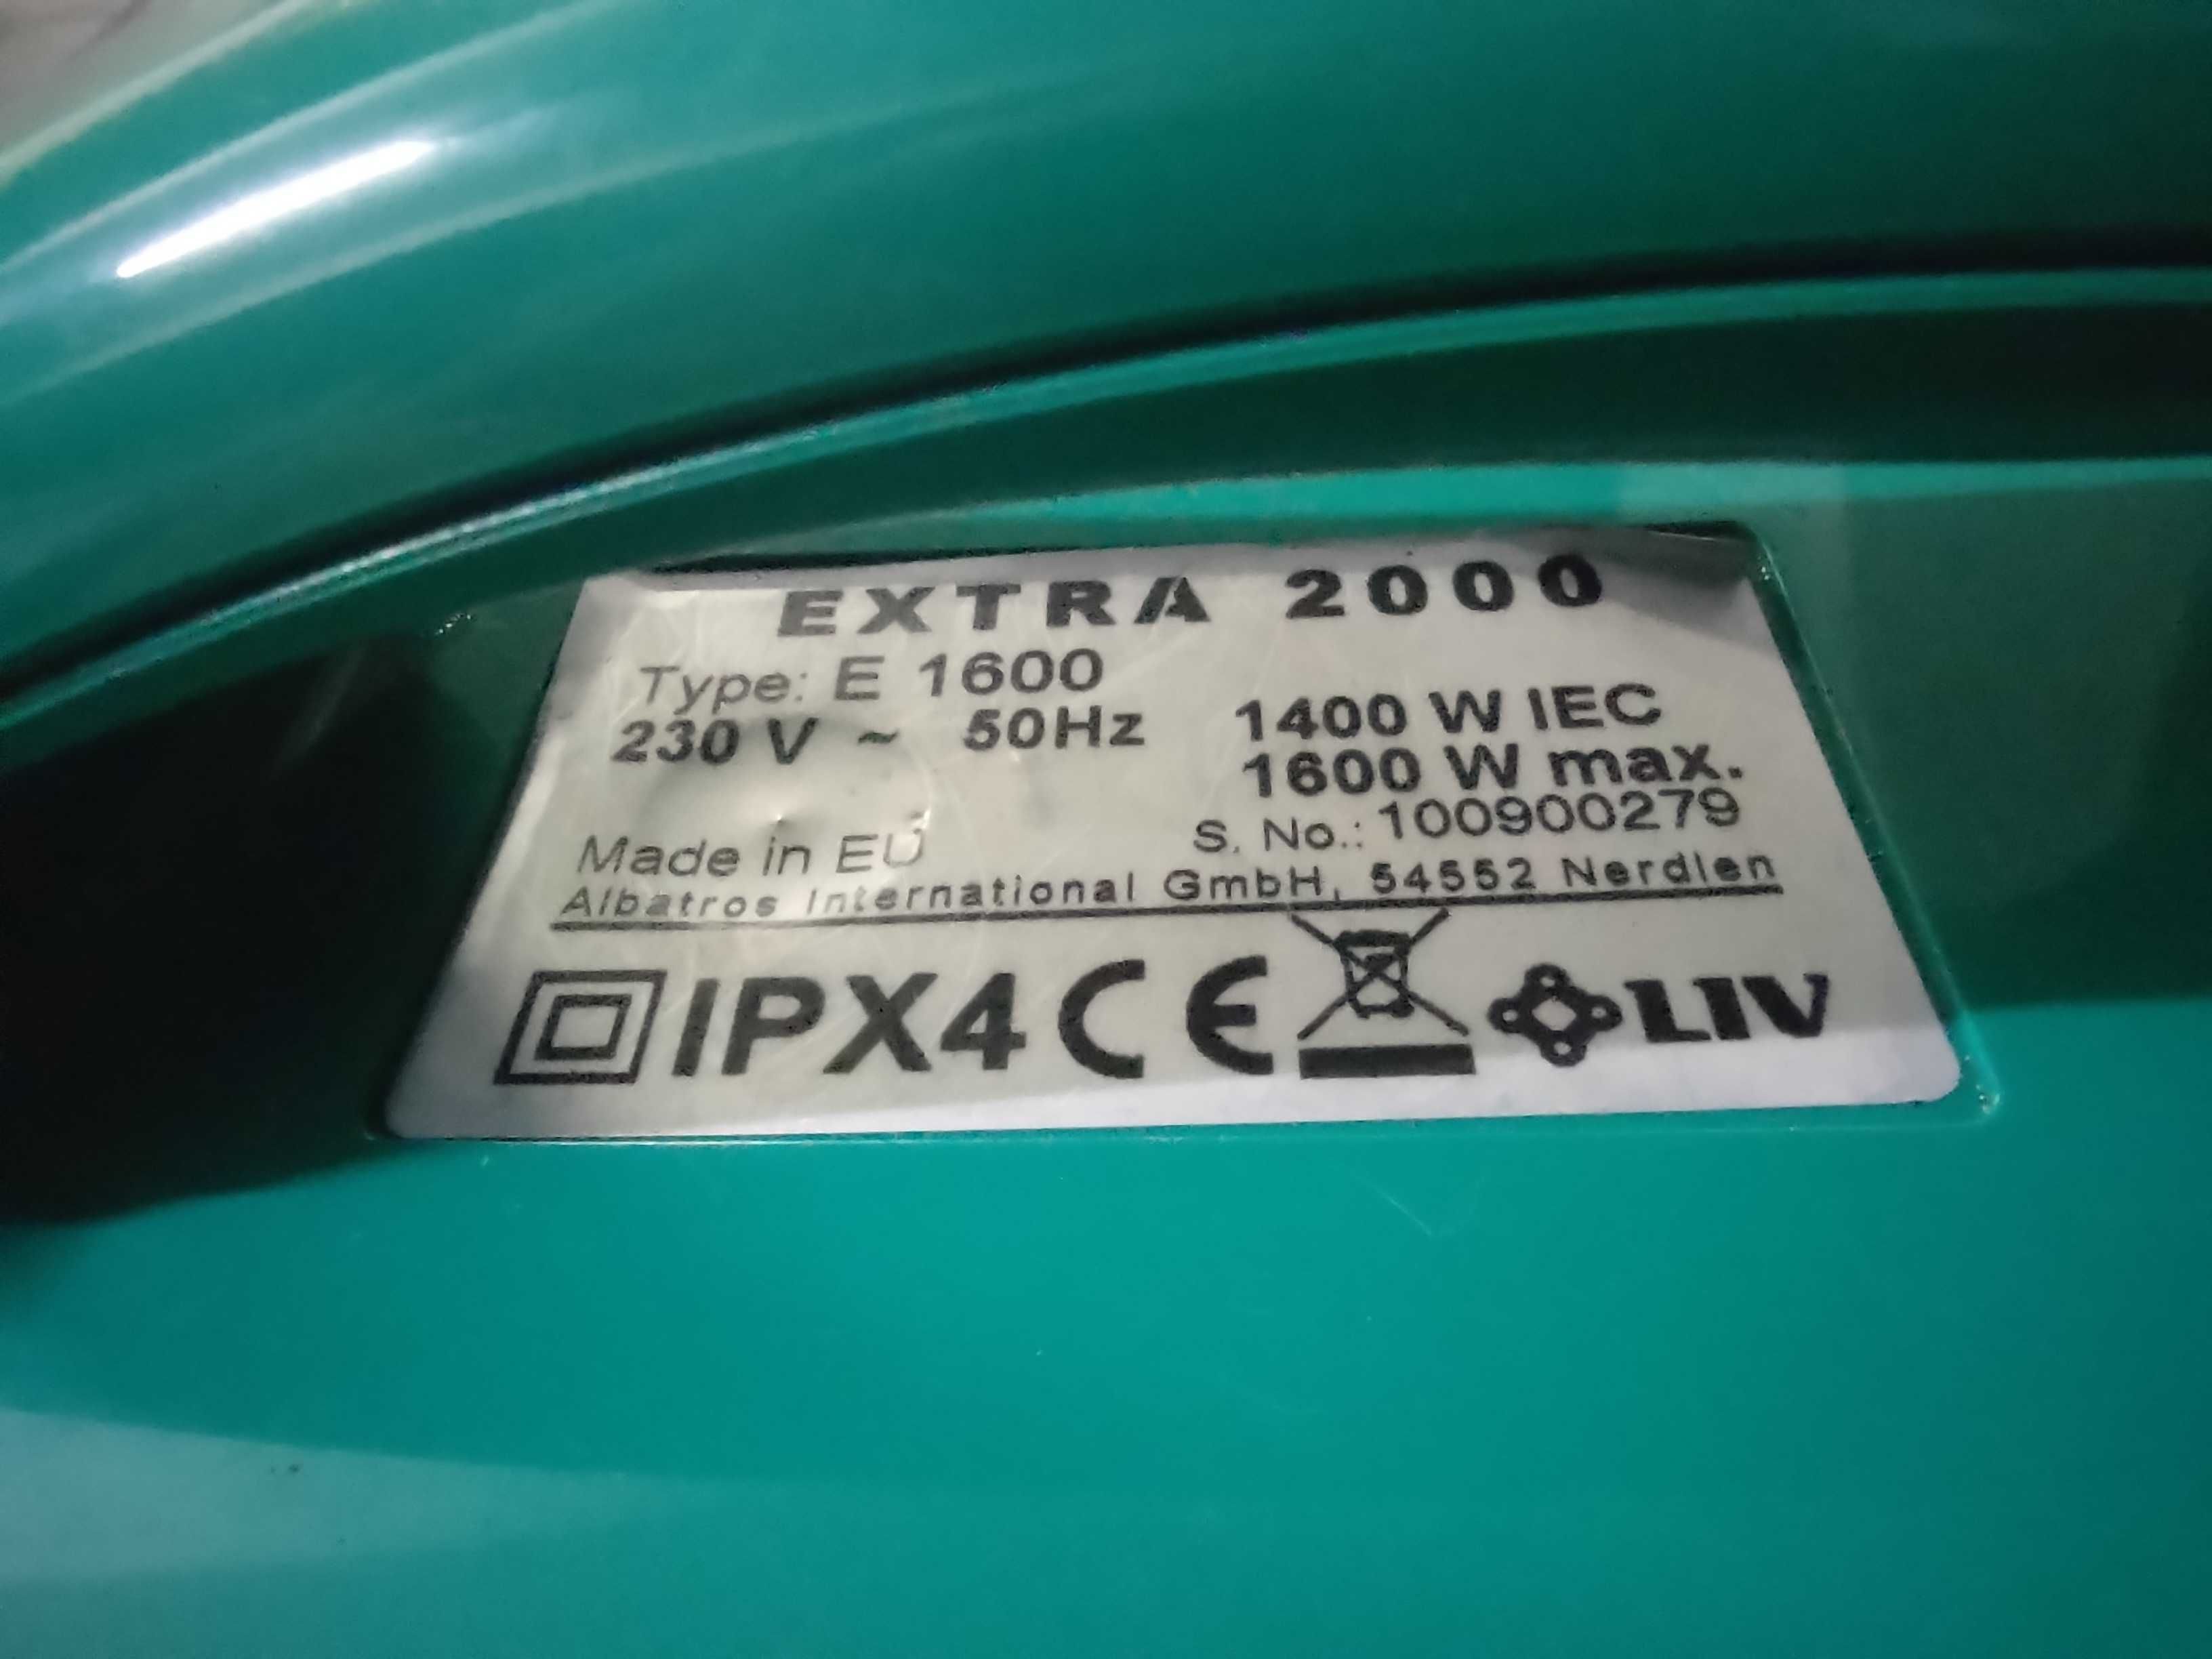 EXTRA 2000
Type: E 1600
230 V ~ 50Hz 1400 W IEC
1600 W max.
Made in EU S. No.: 100900279
Albatros International GmbH, 54552 Nerdlen
IPX4 CE LIV